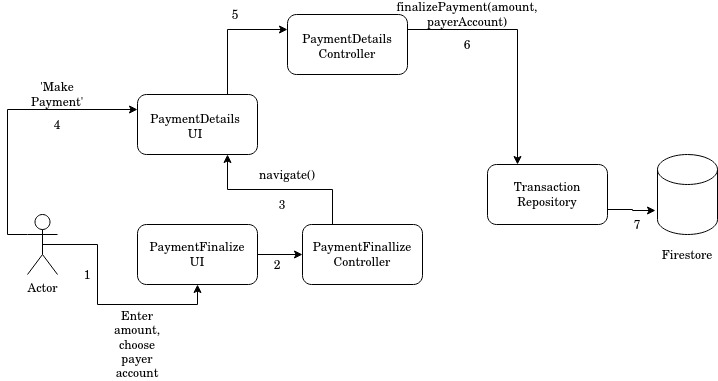 finalizePayment(amount,
payerAccount)
5
6
PaymentDetails
Controller
'Make
Payment'
4
PaymentDetails
UI
navigate()
3
Transaction
Repository
7
Firestore
PaymentFinalize
UI
2
PaymentFinallize
Controller
1
Actor
Enter
amount,
choose
payer
account